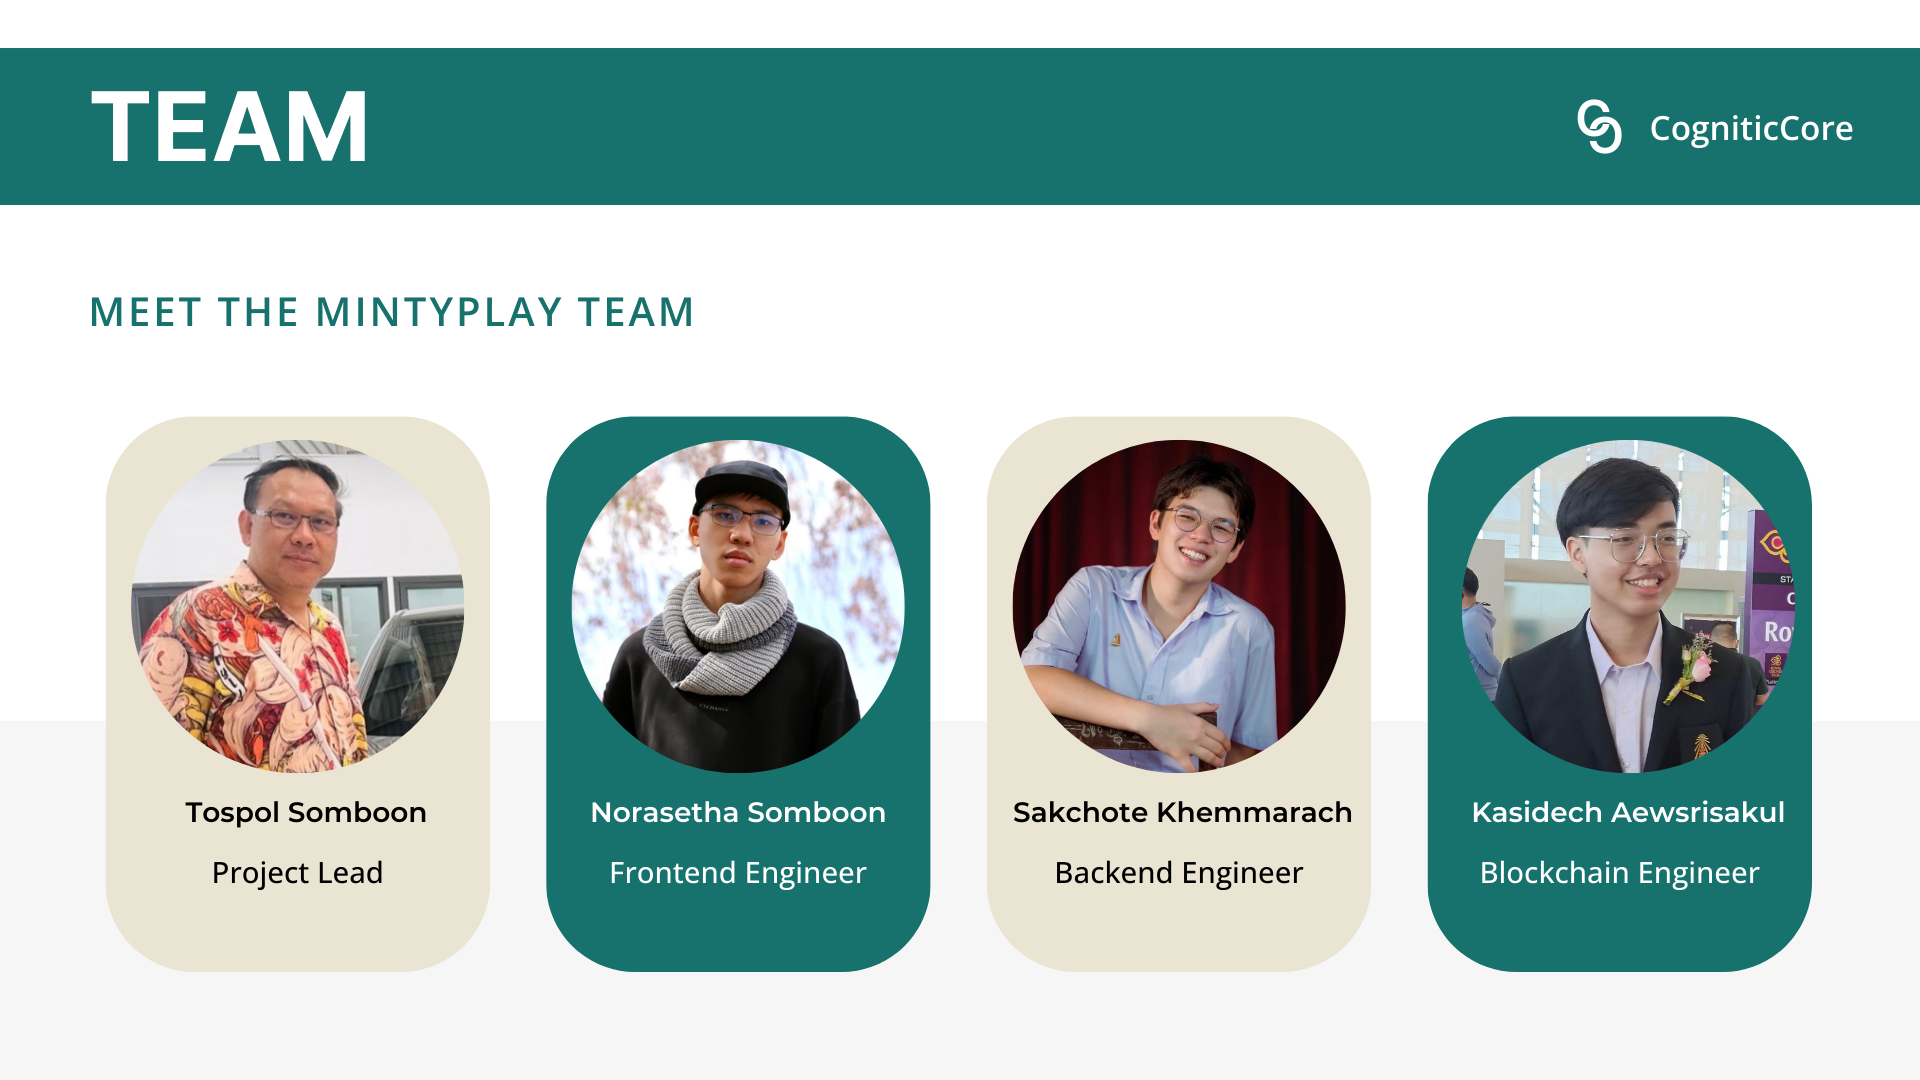 TEAM
CogniticCore
MEET THE MINTYPLAY TEAM
Tospol Somboon
Project Lead
Norasetha Somboon
Frontend Engineer
Sakchote Khemmarach
Backend Engineer
Kasidech Aewsrisakul
Blockchain Engineer